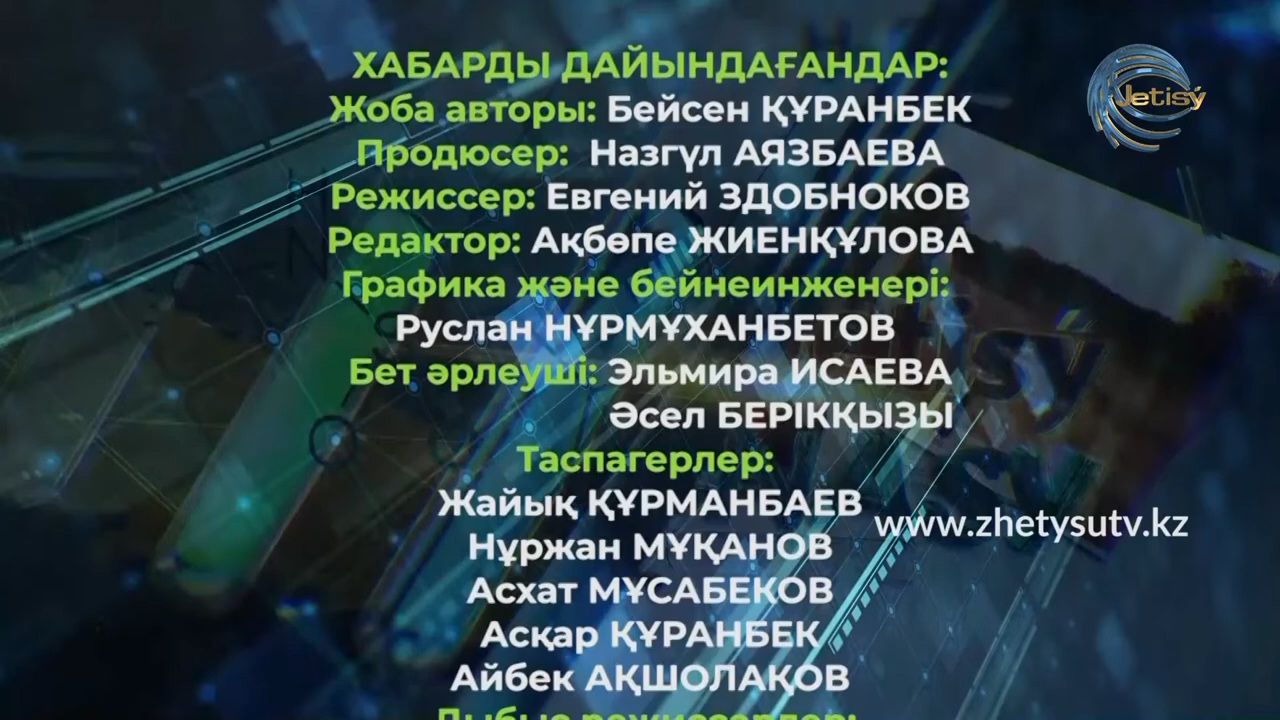 ХАБАРДЫ ДАЙЫНДАҒАНДАР:
Jetisý
Жоба авторы: Бейсен ҚҰРАНБЕК
Продюсер: Назгүл АЯЗБАЕВА
Режиссер: Евгений ЗДОБНОКОВ
Редактор: Ақбөпе ЖИЕНҚҰЛОВА
Графика және бейнеинженері:
Руслан НҰРМҰХАНБЕТОВ
Бет әрлеуші: Эльмира ИСАЕВА
Әсел БЕРІКҚЫЗЫ
Таспагерлер:
Жайық ҚҰРМАНБАЕВ
www.zhetysutv.kz
Нұржан МҰҚАНОВ
Асхат МҰСАБЕКОВ
Асқар ҚҰРАНБЕК
Айбек АҚШОЛАҚОВ